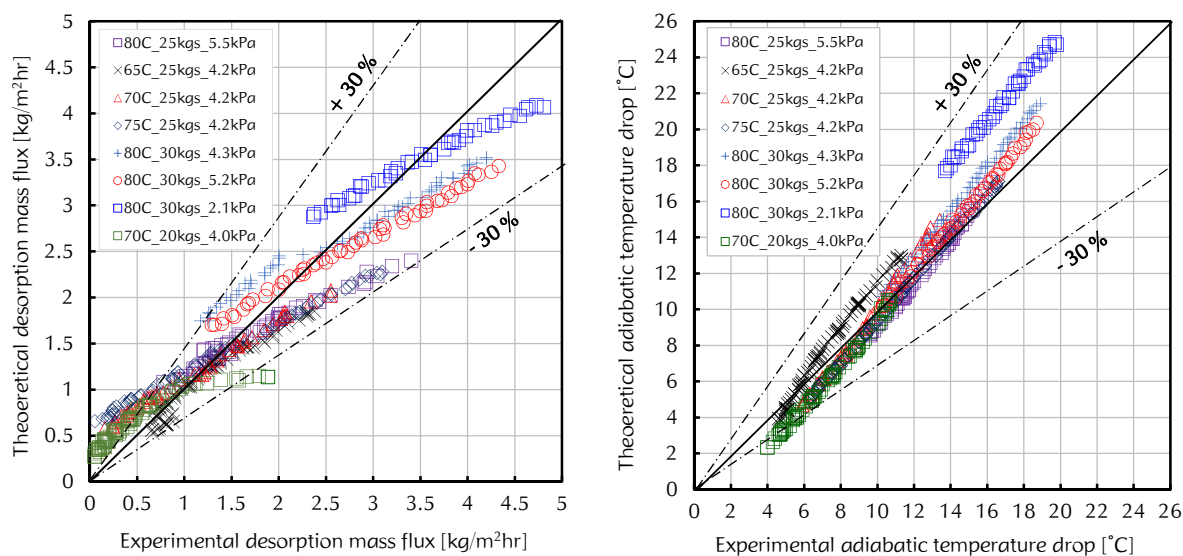 5
4.5
4
3.5
3
2.5
2
1.5
1
0.5
0
0
0.5
1
1.5
2
2.5
3
3.5
4
4.5
5
Theoeretical desorption mass flux [kg/m²hr]
Experimental desorption mass flux [kg/m²hr]
80C_25kgs_5.5kPa
65C_25kgs_4.2kPa
70C_25kgs_4.2kPa
75C_25kgs_4.2kPa
80C_30kgs_4.3kPa
80C_30kgs_5.2kPa
80C_30kgs_2.1kPa
70C_20kgs_4.0kPa
+ 30 %
- 30 %
26
24
22
20
18
16
14
12
10
8
6
4
2
0
0
2
4
6
8
10
12
14
16
18
20
22
24
26
Theoeretical adiabatic temperature drop [˚C]
Experimental adiabatic temperature drop [˚C]
80C_25kgs_5.5kPa
65C_25kgs_4.2kPa
70C_25kgs_4.2kPa
75C_25kgs_4.2kPa
80C_30kgs_4.3kPa
80C_30kgs_5.2kPa
80C_30kgs_2.1kPa
70C_20kgs_4.0kPa
+ 30 %
- 30 %